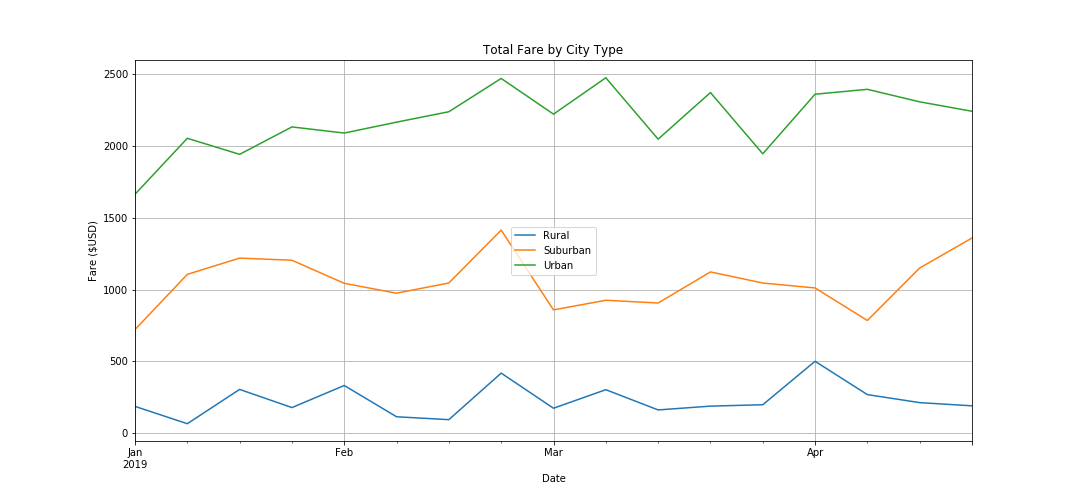 Total Fare by City Type
2500
2000
1500
1000
500
0
Fare ($USD)
Rural
Suburban
Urban
Jan
2019
Feb
Mar
Apr
Date